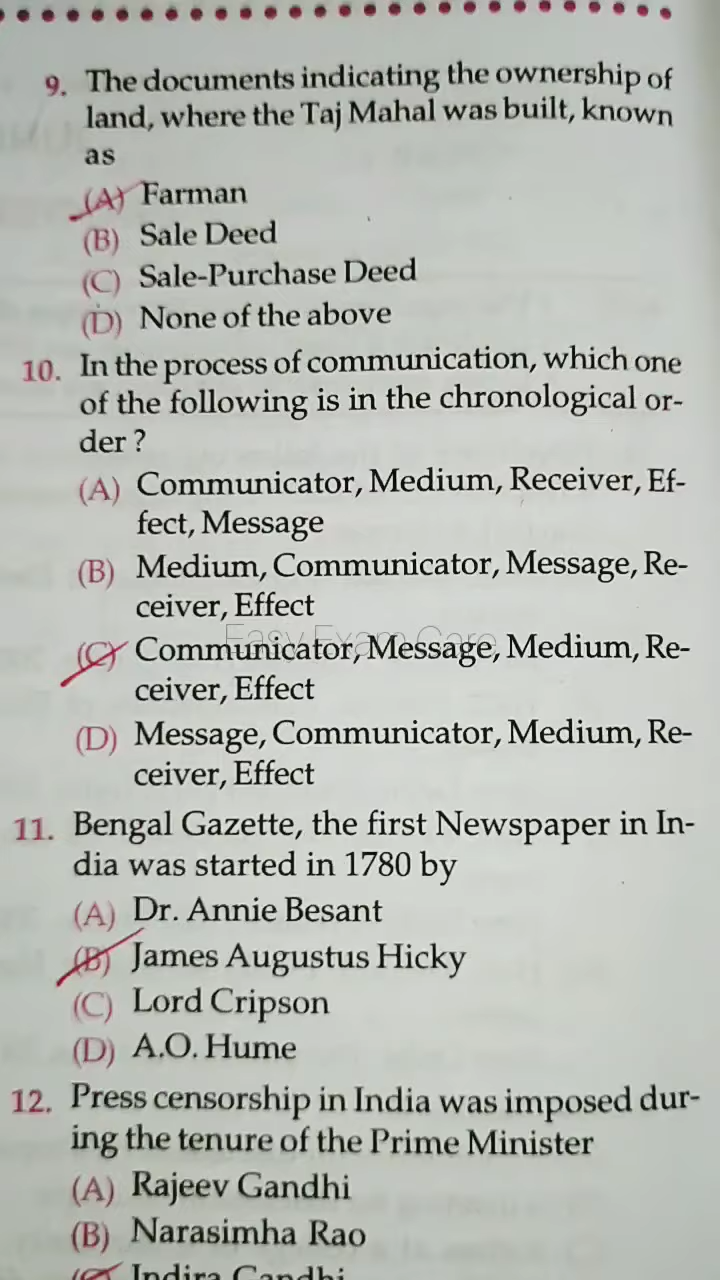 9. The documents indicating the ownership of
land, where the Taj Mahal was built, known
as
(A) Farman
(B) Sale Deed
(C) Sale-Purchase Deed
(D) None of the above
10. In the process of communication, which one
of the following is in the chronological or-
der ?
(A) Communicator, Medium, Receiver, Ef-
fect, Message
(B) Medium, Communicator, Message, Re-
ceiver, Effect
Easy Exam Care
(C) Communicator, Message, Medium, Re-
ceiver, Effect
(D) Message, Communicator, Medium, Re-
ceiver, Effect
11. Bengal Gazette, the first Newspaper in In-
dia was started in 1780 by
(A) Dr. Annie Besant
(B) James Augustus Hicky
(C) Lord Cripson
(D) A.O. Hume
12. Press censorship in India was imposed dur-
ing the tenure of the Prime Minister
(A) Rajeev Gandhi
(B) Narasimha Rao
(C) Indira Gandhi